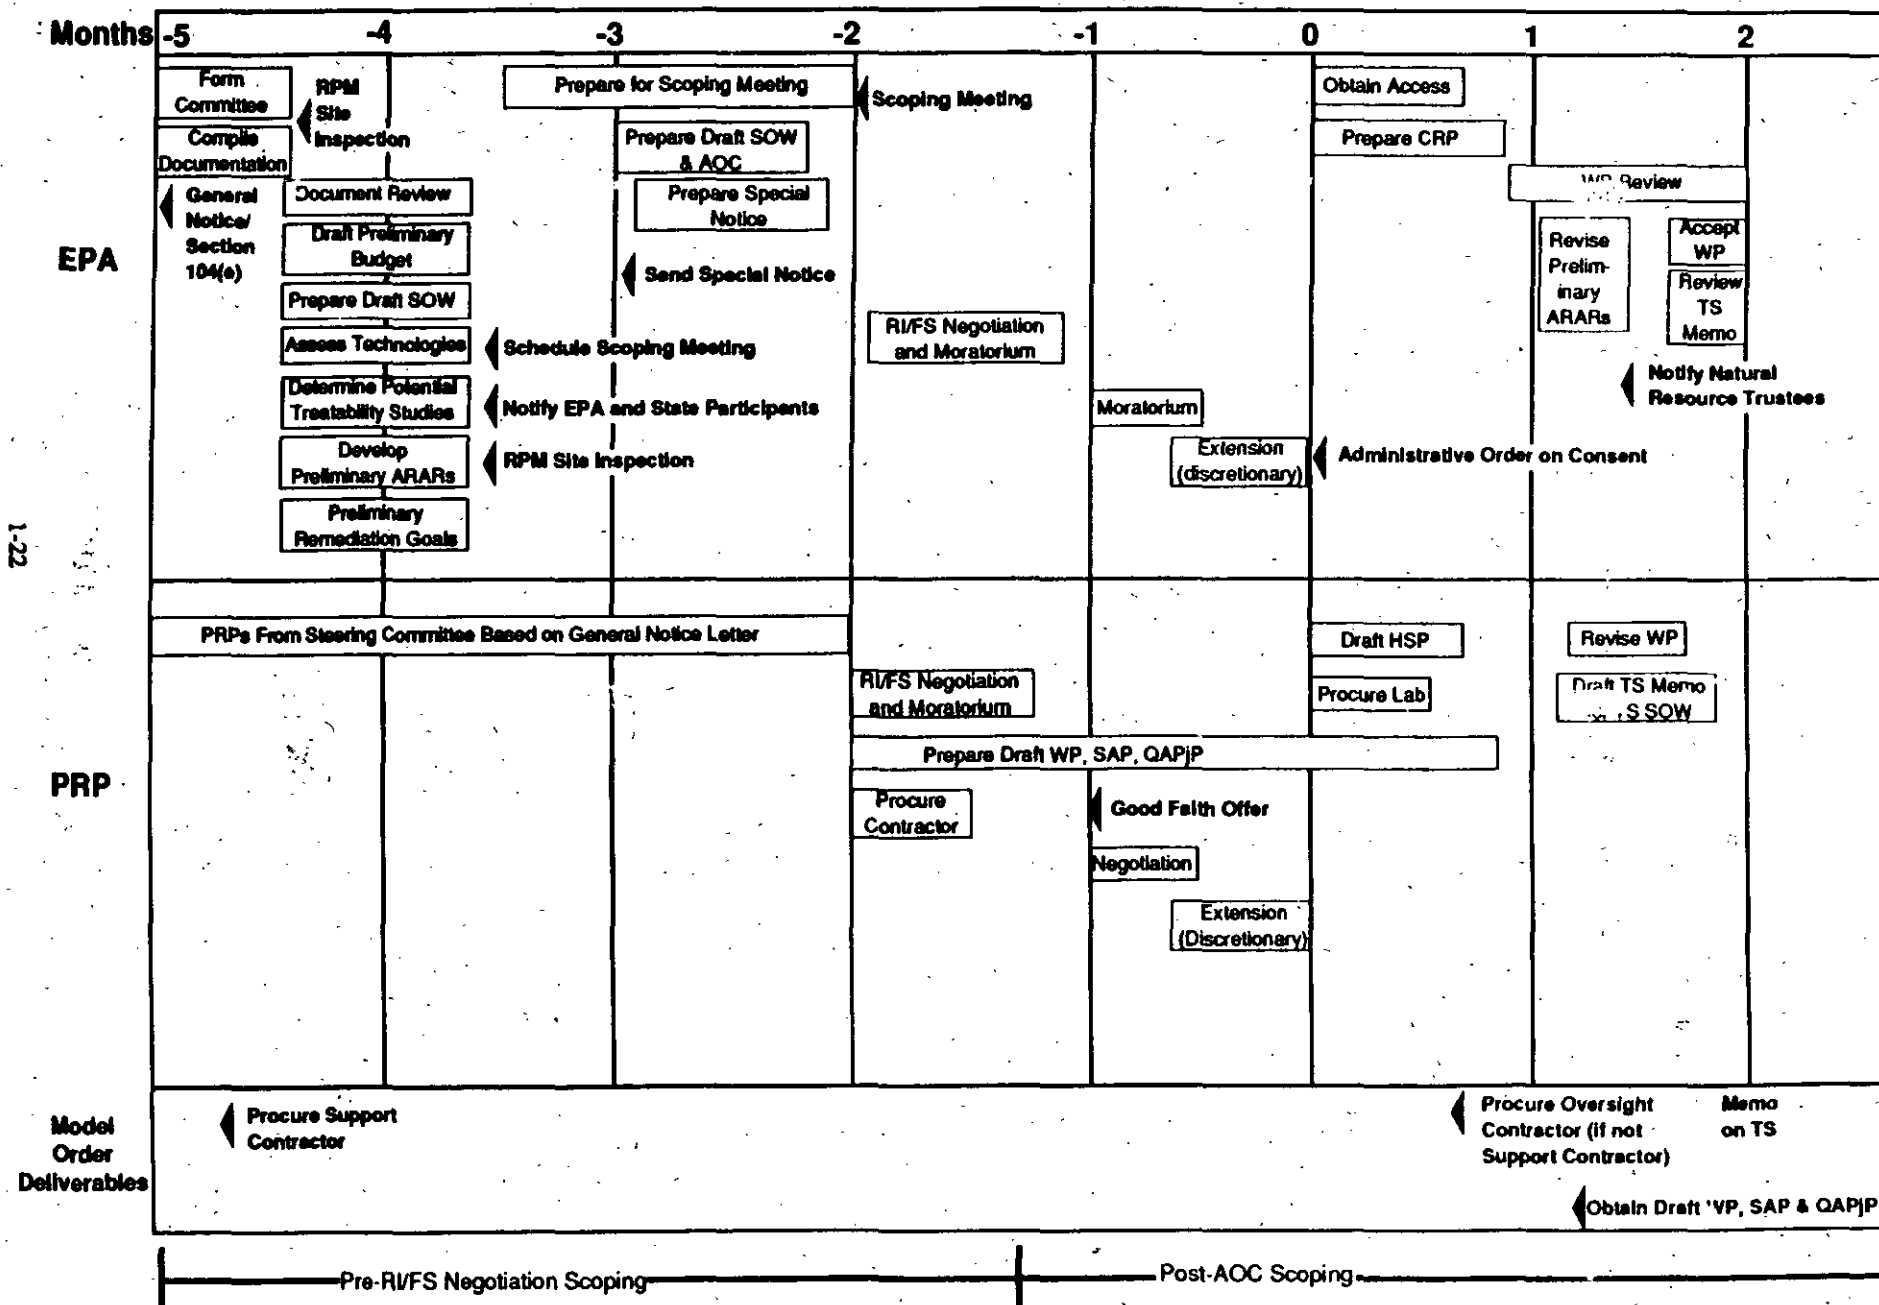 Months -5 -4 -3 -2 -1 0 1 2
EPA
Form
Committee
RPM
Site
Inspection
Compile
Documentation
General
Notice/
Section
104(e)
Document Review
Draft Preliminary
Budget
Prepare Draft SOW
Assess Technologies
Determine Potential
Treatability Studies
Develop
Preliminary ARARs
Preliminary
Remediation Goals
Prepare for Scoping Meeting
Scoping Meeting
Prepare Draft SOW
& AOC
Prepare Special
Notice
Send Special Notice
Schedule Scoping Meeting
Notify EPA and State Participents
RPM Site Inspection
RI/FS Negotiation
and Moratorium
Moratorium
Extension
(discretionary)
Administrative Order on Consent
Obtain Access
Prepare CRP
WP Review
Revise
Prelim-
inary
ARARs
Accept
WP
Review
TS
Memo
Notify Natural
Resource Trustees
1-22
PRP
PRPs From Steering Committee Based on General Notice Letter
RI/FS Negotiation
and Moratorium
Prepare Draft WP, SAP, QAPjP
Procure
Contractor
Good Faith Offer
Negotiation
Extension
(Discretionary)
Draft HSP
Procure Lab
Revise WP
Draft TS Memo
S SOW
Model
Order
Deliverables
Procure Support
Contractor
Procure Oversight
Contractor (if not
Support Contractor)
Memo
on TS
Obtain Draft WP, SAP & QAPjP
Pre-RI/FS Negotiation Scoping
Post-AOC Scoping